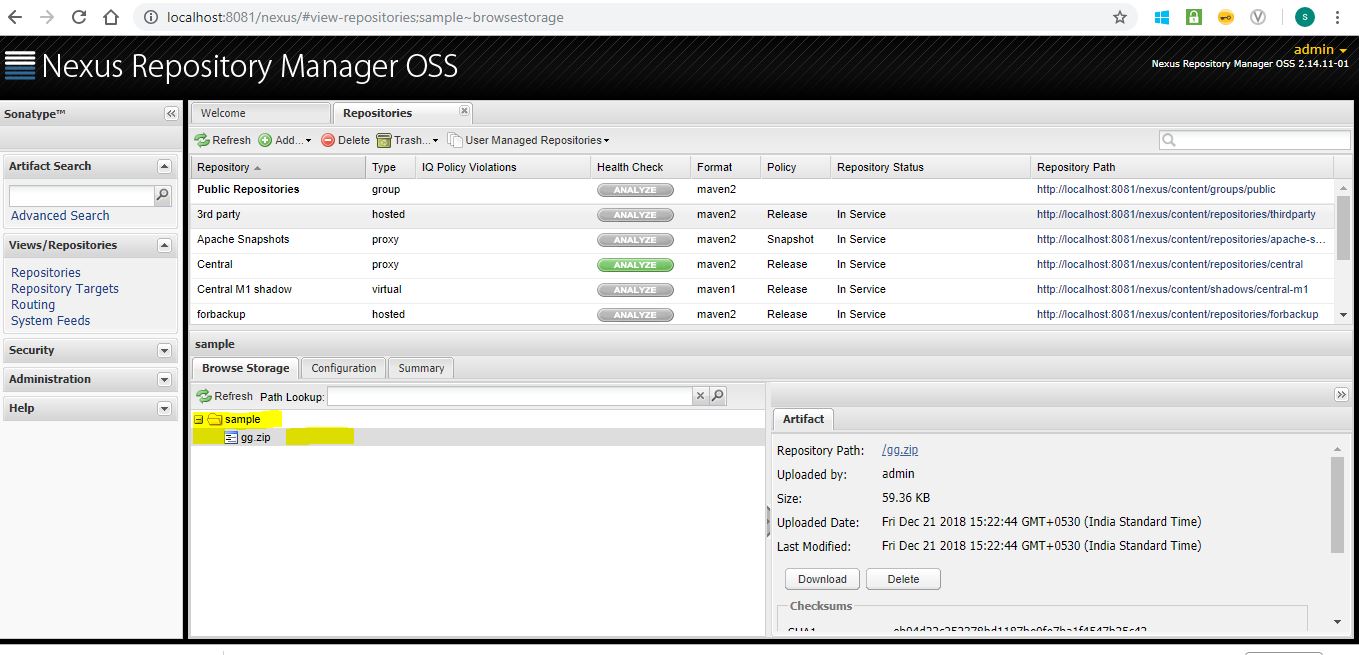 localhost:8081/nexus/#view-repositories;sample~browsestorage
S
Nexus Repository Manager OSS
admin
Nexus Repository Manager OSS 2.14.11-01
Sonatype™
Welcome
Repositories
Refresh
Add...
Delete
Trash...
User Managed Repositories
Artifact Search
Advanced Search
Views/Repositories
Repositories
Repository Targets
Routing
System Feeds
Security
Administration
Help
Repository Type IQ Policy Violations Health Check Format Policy Repository Status Repository Path
Public Repositories group ANALYZE maven2 http://localhost:8081/nexus/content/groups/public
3rd party hosted ANALYZE maven2 Release In Service http://localhost:8081/nexus/content/repositories/thirdparty
Apache Snapshots proxy ANALYZE maven2 Snapshot In Service http://localhost:8081/nexus/content/repositories/apache-s...
Central proxy ANALYZE maven2 Release In Service http://localhost:8081/nexus/content/repositories/central
Central M1 shadow virtual ANALYZE maven1 Release In Service http://localhost:8081/nexus/content/shadows/central-m1
forbackup hosted ANALYZE maven2 Release In Service http://localhost:8081/nexus/content/repositories/forbackup
sample
Browse Storage
Configuration
Summary
Refresh Path Lookup:
sample
gg.zip
Artifact
Repository Path: /gg.zip
Uploaded by: admin
Size: 59.36 KB
Uploaded Date: Fri Dec 21 2018 15:22:44 GMT+0530 (India Standard Time)
Last Modified: Fri Dec 21 2018 15:22:44 GMT+0530 (India Standard Time)
Download
Delete
Checksums
SHA1